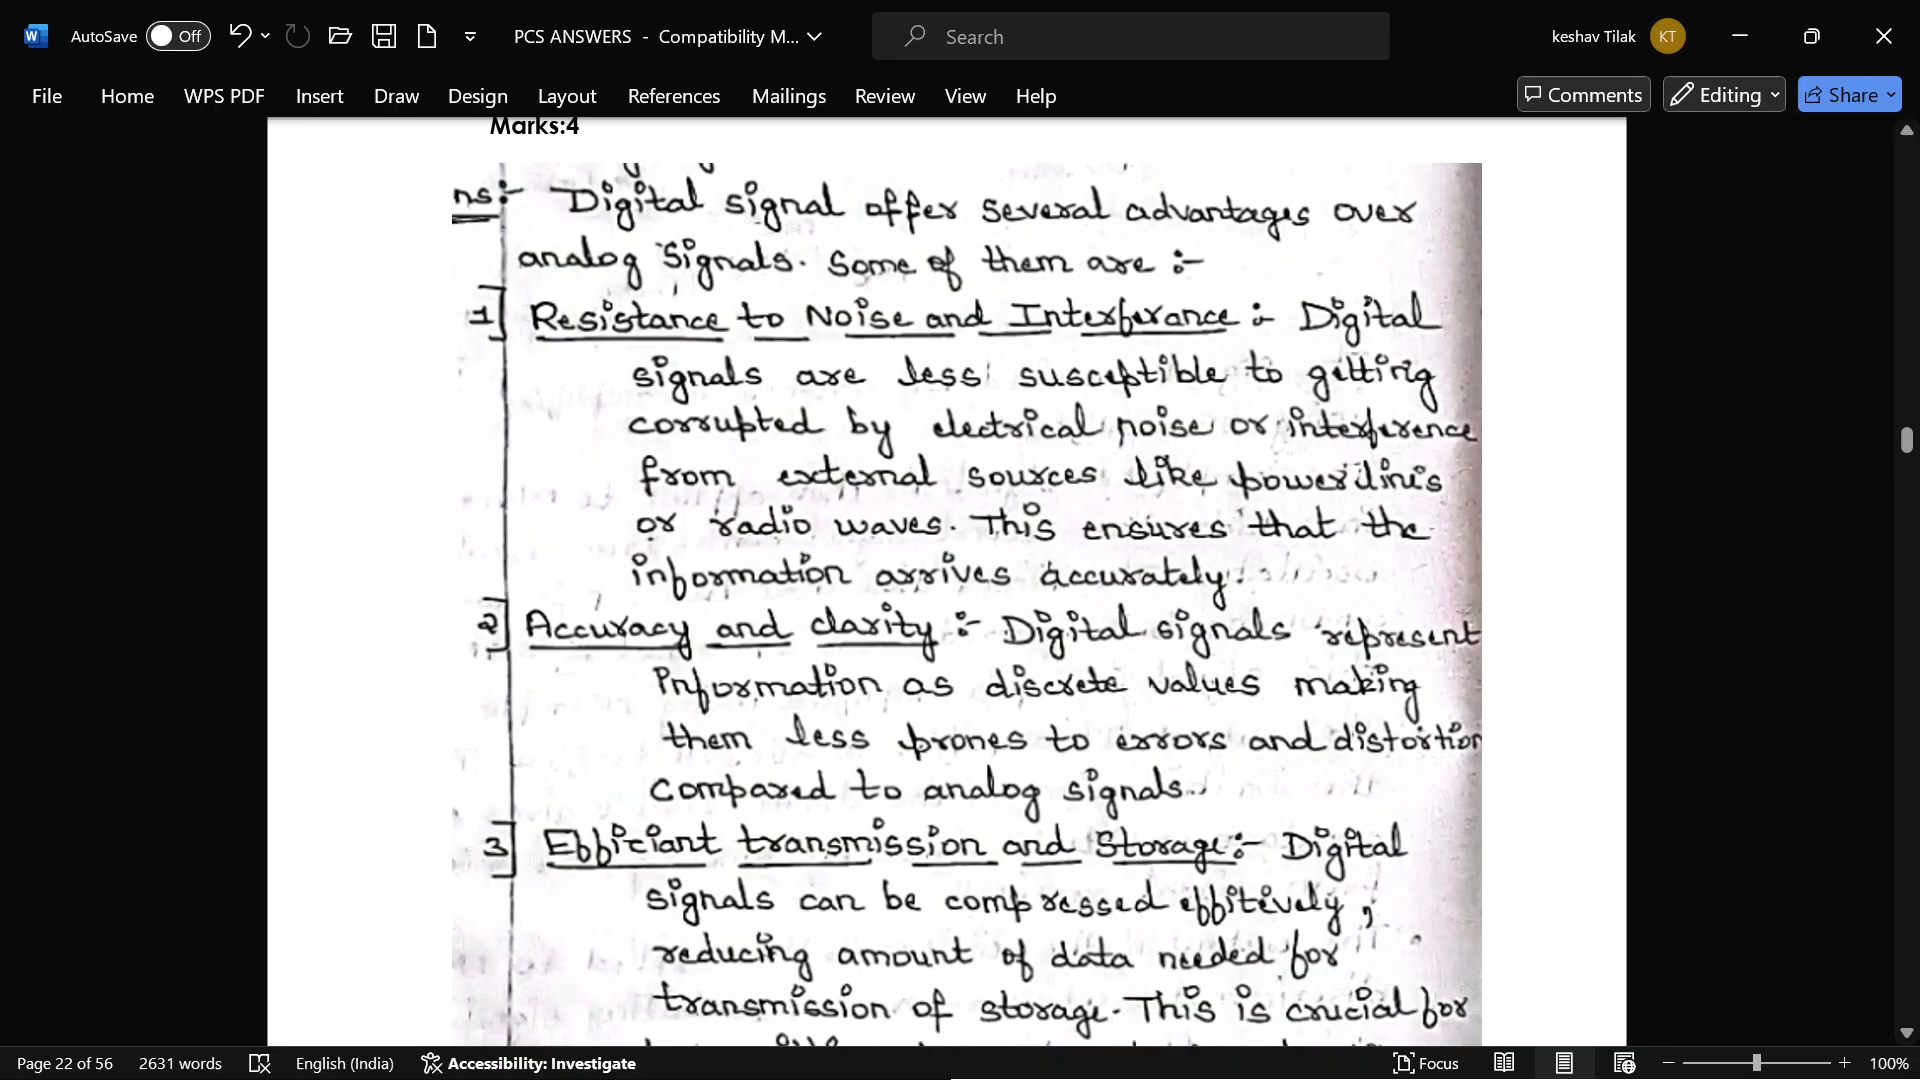 AutoSave Off PCS ANSWERS - Compatibility M... Search keshav Tilak KT
File Home WPS PDF Insert Draw Design Layout References Mailings Review View Help Comments Editing Share
Marks:4
ns:- Digital signal offer several advantages over
analog signals. Some of them are :-
1] Resistance to Noise and Interferance :- Digital
signals are less susceptible to getting
corrupted by electrical noise or interference
from external sources like power lines
or radio waves. This ensures that the
information arrives accurately.
2] Accuracy and clarity :- Digital signals represent
Information as discrete values making
them less prones to errors and distortion
compared to analog signals.
3] Efficiant transmission and Storage:- Digital
signals can be compressed effitively,
reducing amount of data needed for
transmission of storage. This is crucial for
Page 22 of 56 2631 words English (India) Accessibility: Investigate Focus 100%